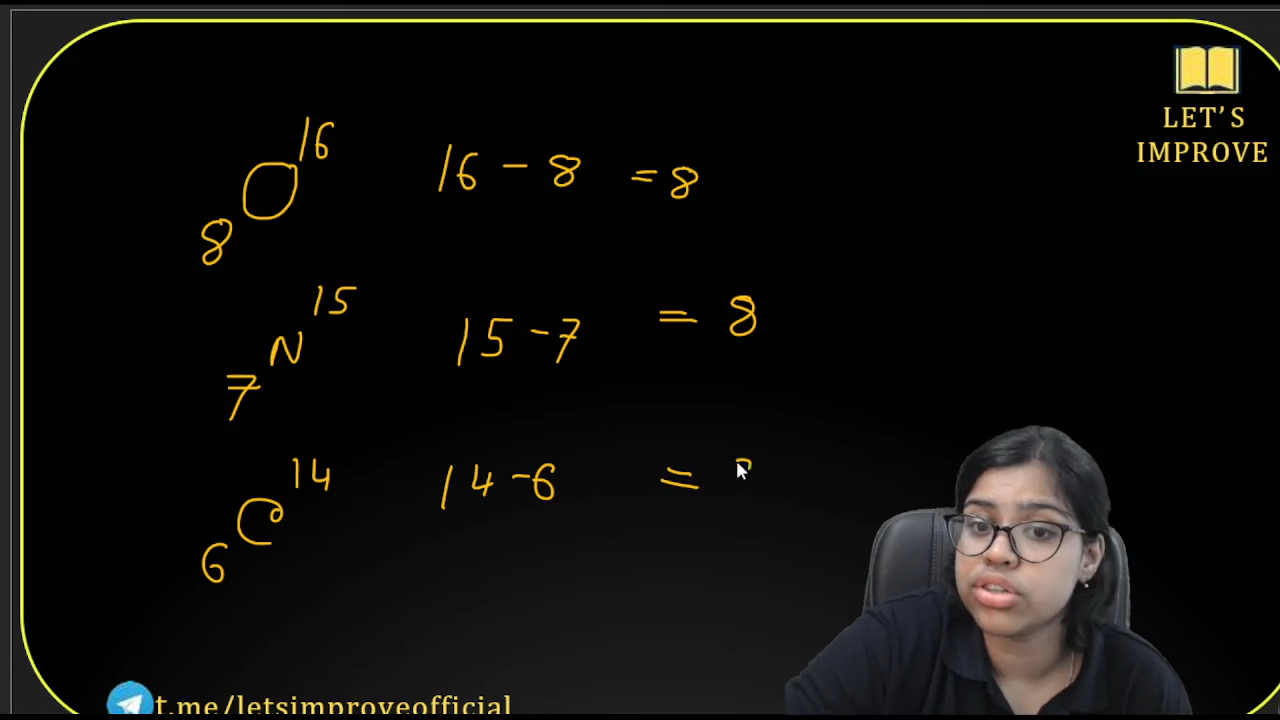 LET'S
IMPROVE
8 O 16 16 - 8 = 8
7 N 15 15 - 7 = 8
6 C 14 14 - 6 =
t.me/letsimproveofficial